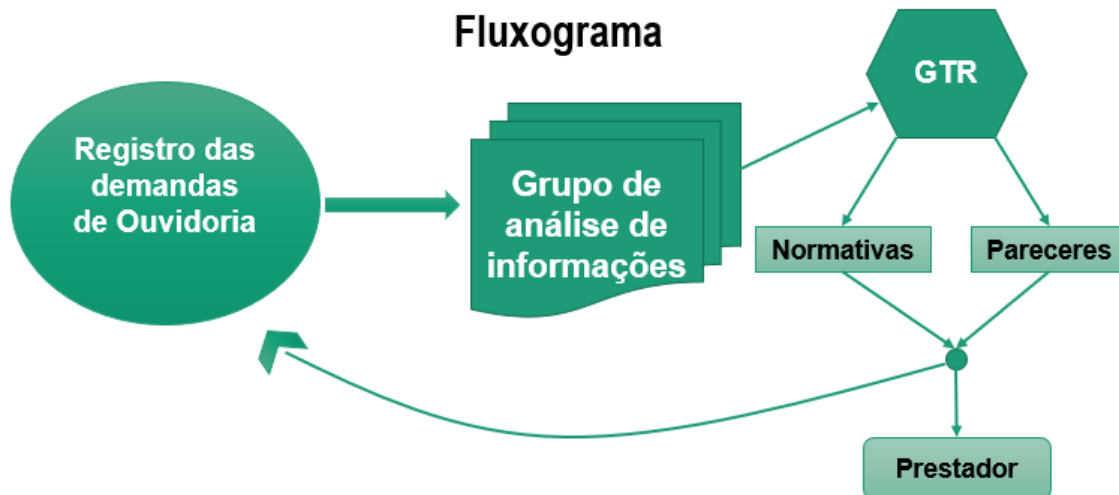 Fluxograma
GTR
Registro das
demandas
de Ouvidoria
Grupo de
análise de
informações
Normativas
Pareceres
Prestador